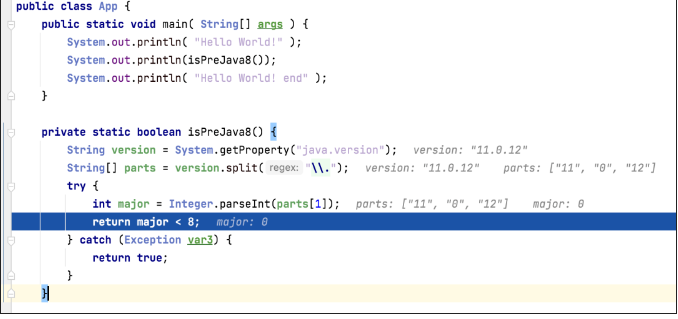 public class App {
public static void main( String[] args ) {
System.out.println( "Hello World!" );
System.out.println(isPreJava8());
System.out.println( "Hello World! end" );
}
private static boolean isPreJava8() {
String version = System.getProperty("java.version"); version: "11.0.12"
String[] parts = version.split( regex: "\\."); version: "11.0.12" parts: ["11", "0", "12"]
try {
int major = Integer.parseInt(parts[1]); parts: ["11", "0", "12"] major: 0
return major < 8; major: 0
} catch (Exception var3) {
return true;
}
}